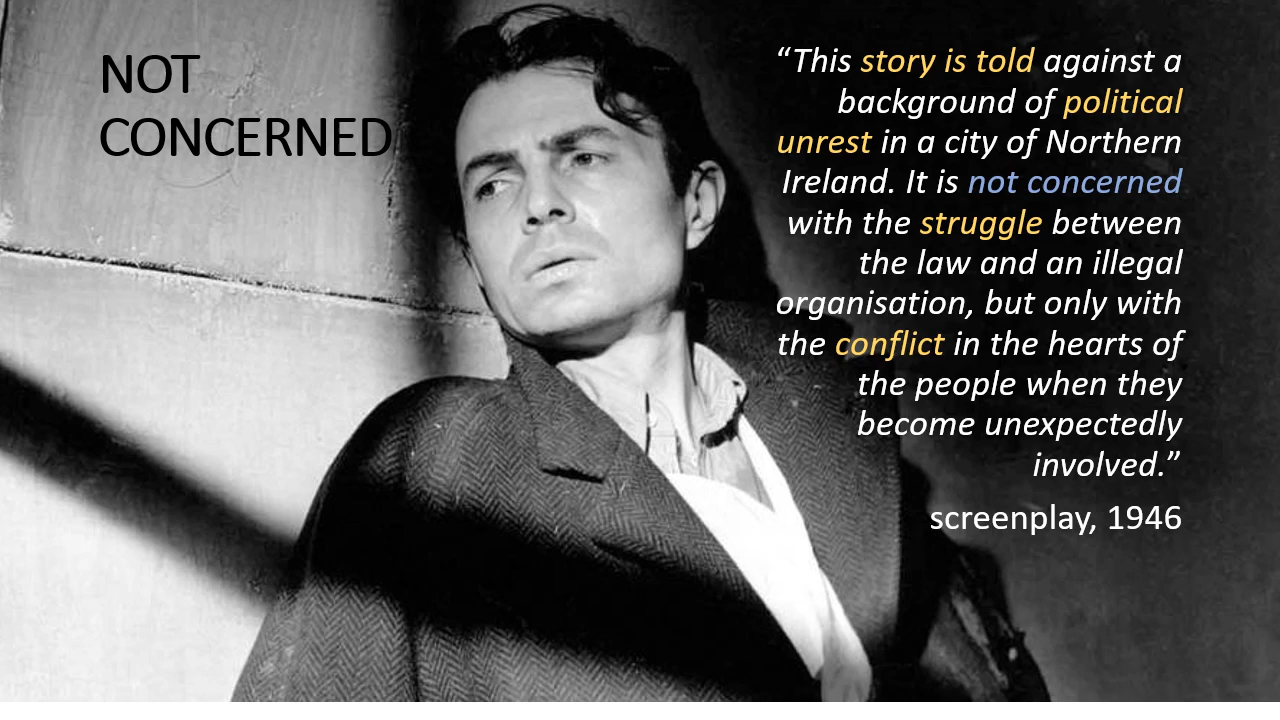 NOT
CONCERNED
“This story is told against a
background of political
unrest in a city of Northern
Ireland. It is not concerned
with the struggle between
the law and an illegal
organisation, but only with
the conflict in the hearts of
the people when they
become unexpectedly
involved.”
screenplay, 1946